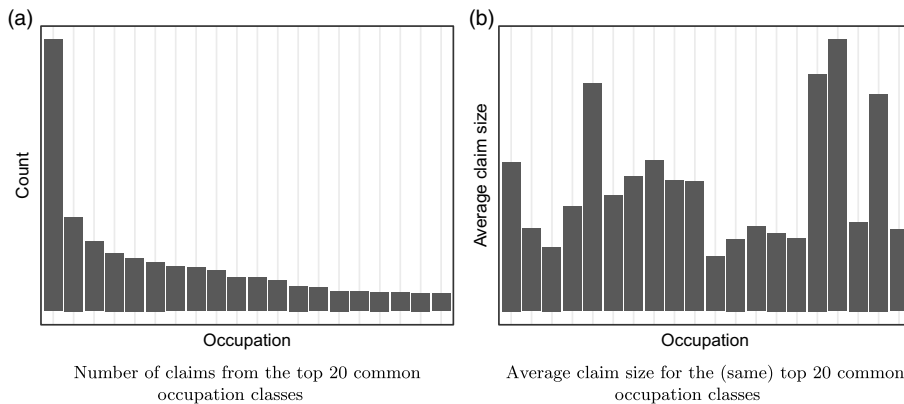 (a)
Count
Occupation
Number of claims from the top 20 common
occupation classes
(b)
Average claim size
Occupation
Average claim size for the (same) top 20 common
occupation classes